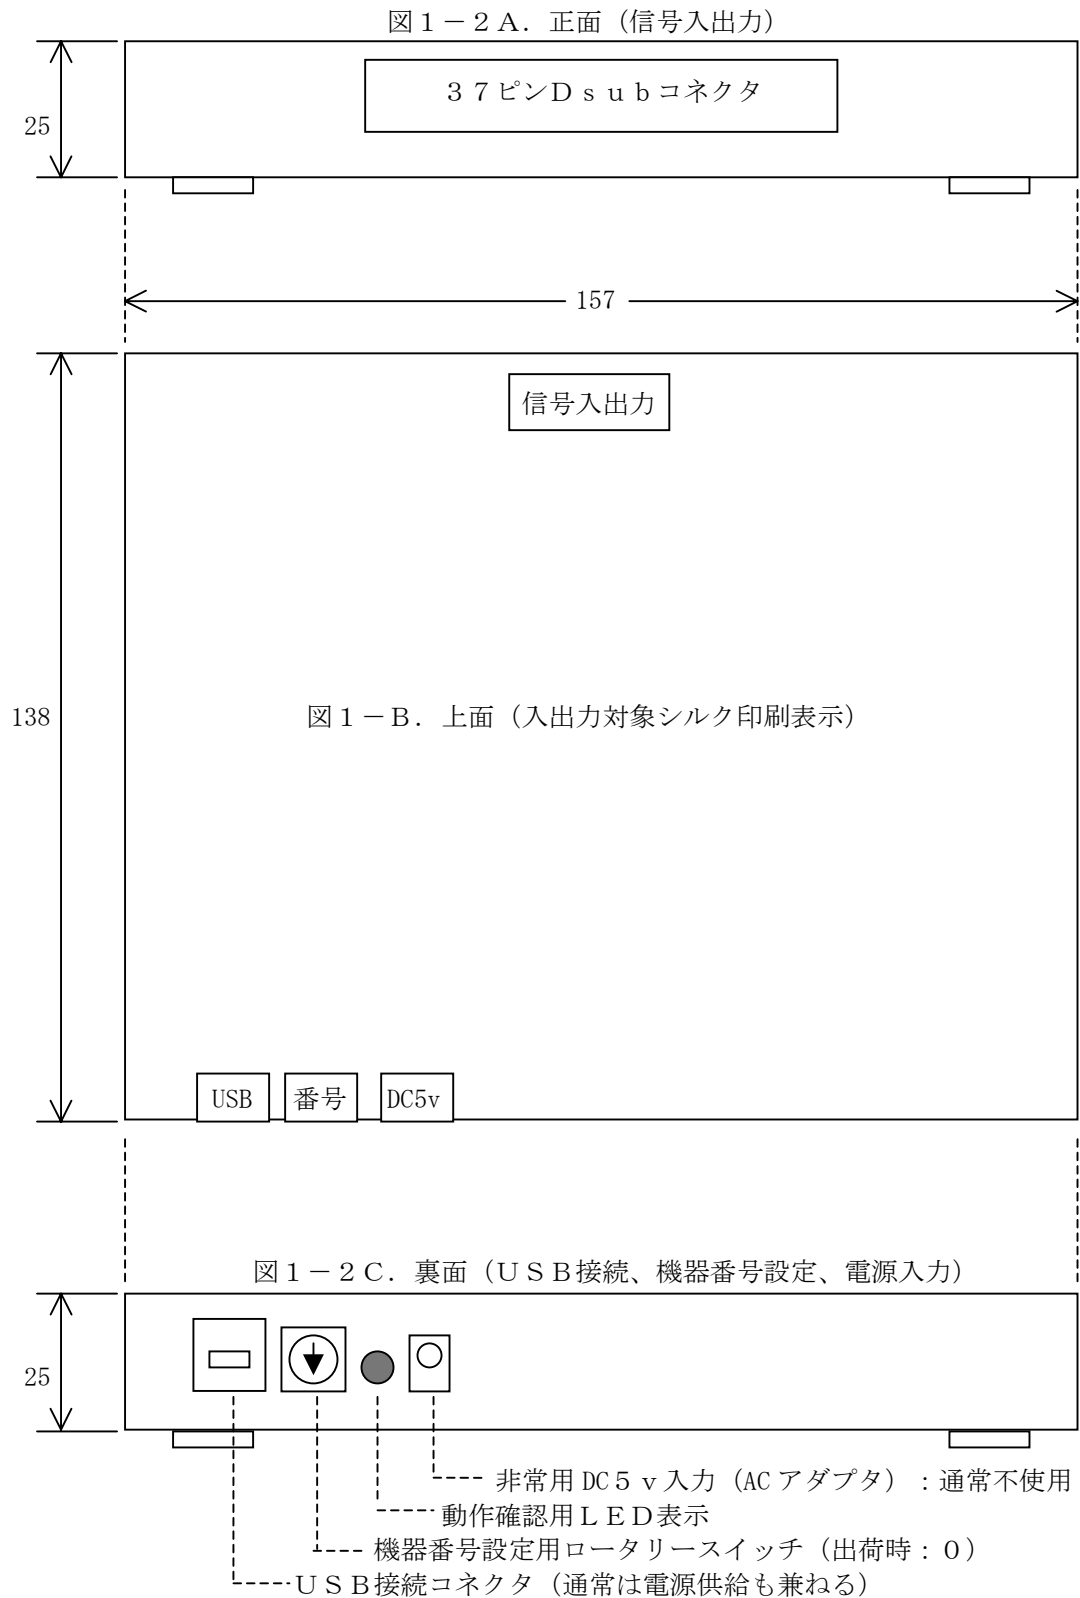 図1-2A. 正面(信号入出力)
37ピンDsubコネクタ
25
157
信号入出力
138
図1-B. 上面(入出力対象シルク印刷表示)
USB
番号
DC5v
図1-2C. 裏面(USB接続、機器番号設定、電源入力)
25
非常用DC5v入力(ACアダプタ):通常不使用
動作確認用LED表示
機器番号設定用ロータリースイッチ(出荷時:0)
USB接続コネクタ(通常は電源供給も兼ねる)